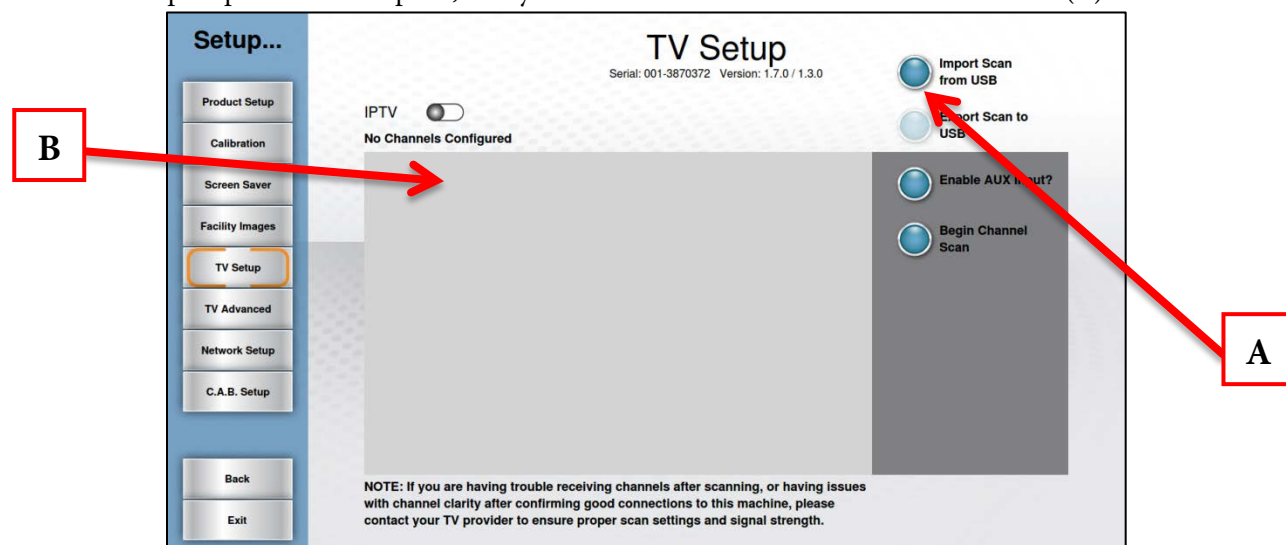 Setup...
TV Setup
Serial: 001-3870372 Version: 1.7.0 / 1.3.0
Import Scan
from USB
Product Setup
IPTV
Export Scan to
USB
No Channels Configured
B
Calibration
Screen Saver
Enable AUX Input?
Facility Images
Begin Channel
Scan
TV Setup
TV Advanced
Network Setup
A
C.A.B. Setup
Back
NOTE: If you are having trouble receiving channels after scanning, or having issues
with channel clarity after confirming good connections to this machine, please
contact your TV provider to ensure proper scan settings and signal strength.
Exit